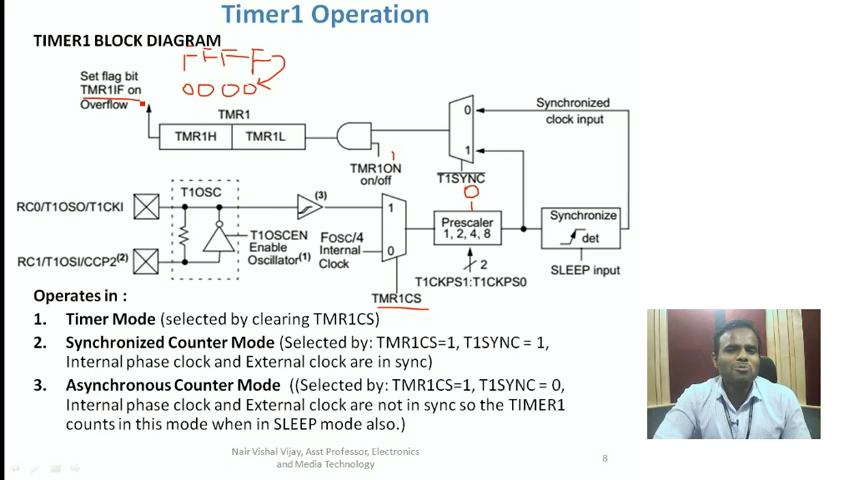 Timer1 Operation
TIMER1 BLOCK DIAGRAM
FFFF
0000
Set flag bit
TMR1IF on
Overflow
TMR1
TMR1H
TMR1L
TMR1ON
on/off
1
0
1
T1SYNC
0
1
Synchronized
clock input
RC0/T1OSO/T1CKI
T1OSC
(3)
1
RC1/T1OSI/CCP2(2)
T1OSCEN
Enable
Oscillator(1)
FOSC/4
Internal
Clock
0
TMR1CS
Prescaler
1, 2, 4, 8
2
T1CKPS1:T1CKPS0
Synchronize
det
SLEEP input
Operates in :
1. Timer Mode (selected by clearing TMR1CS)
2. Synchronized Counter Mode (Selected by: TMR1CS=1, T1SYNC = 1,
Internal phase clock and External clock are in sync)
3. Asynchronous Counter Mode ((Selected by: TMR1CS=1, T1SYNC = 0,
Internal phase clock and External clock are not in sync so the TIMER1
counts in this mode when in SLEEP mode also.)
Nair Vishal Vijay, Asst Professor, Electronics
and Media Technology
8